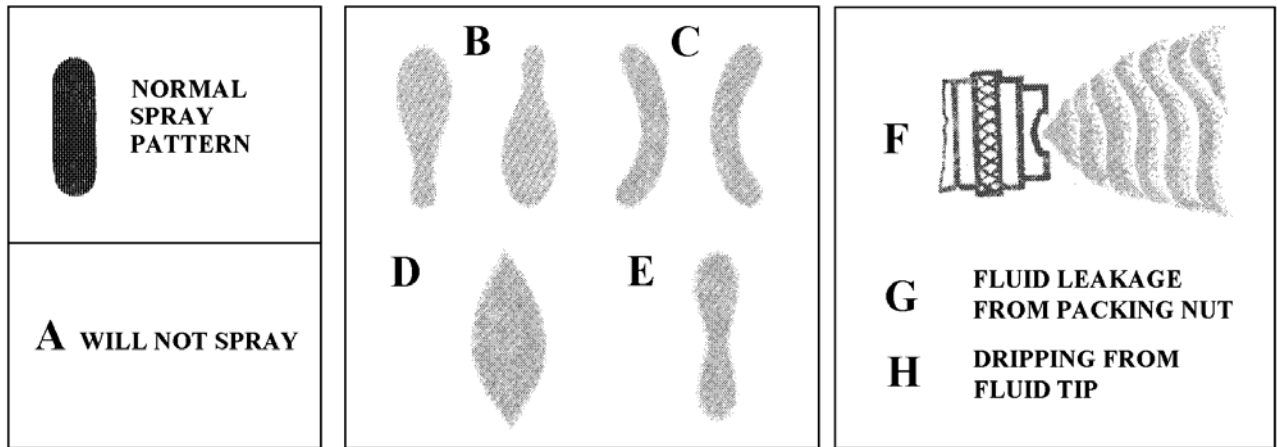 NORMAL
SPRAY
PATTERN
A WILL NOT SPRAY
B
C
D
E
F
G FLUID LEAKAGE
FROM PACKING NUT
H DRIPPING FROM
FLUID TIP